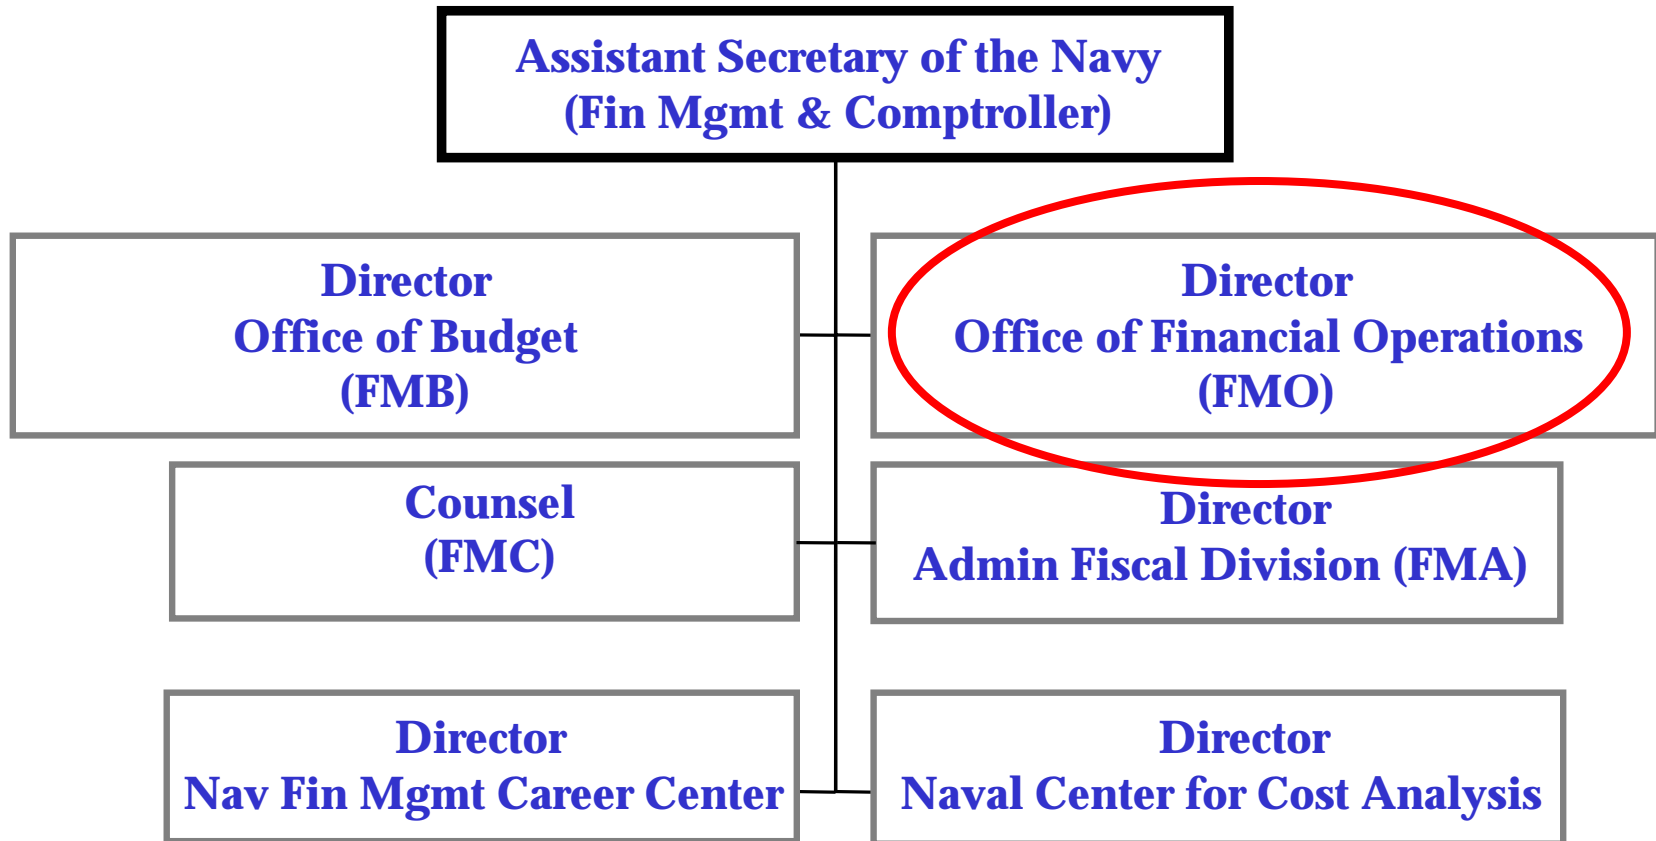 Assistant Secretary of the Navy
(Fin Mgmt & Comptroller)
Director
Office of Budget
(FMB)
Director
Office of Financial Operations
(FMO)
Counsel
(FMC)
Director
Admin Fiscal Division (FMA)
Director
Nav Fin Mgmt Career Center
Director
Naval Center for Cost Analysis